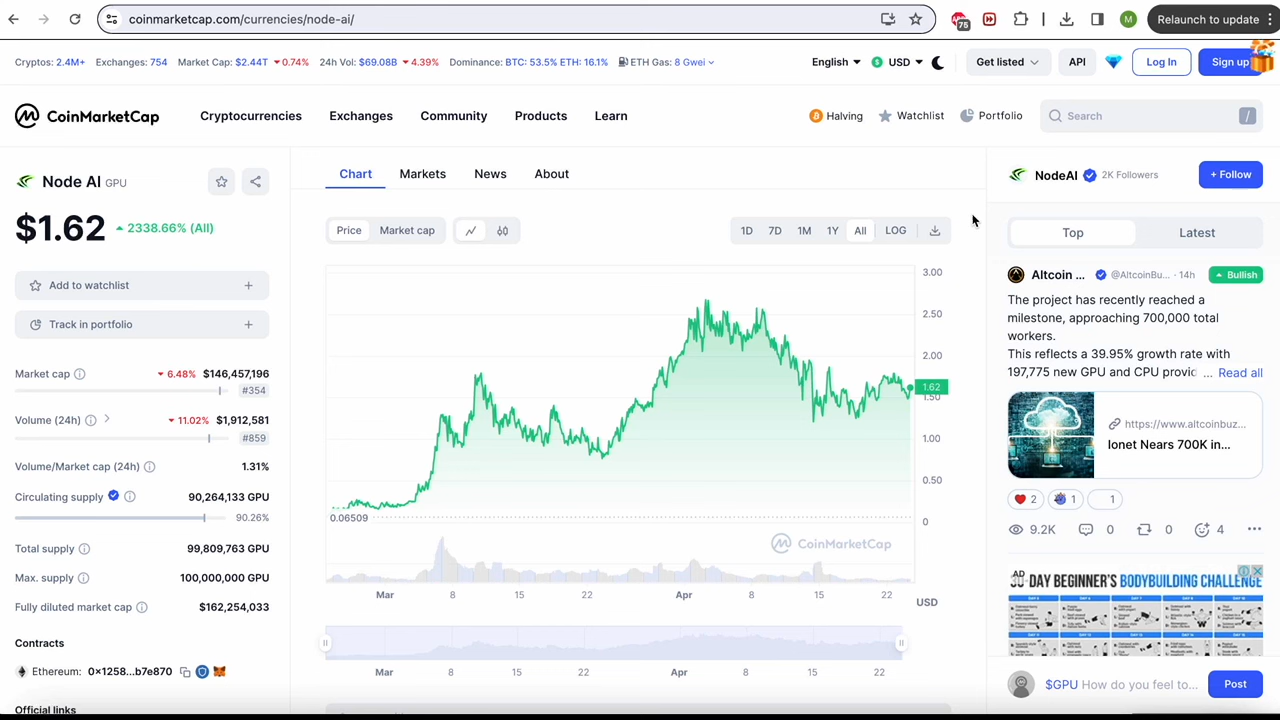 coinmarketcap.com/currencies/node-ai/
75
M
Relaunch to update
Cryptos: 2.4M+ Exchanges: 754 Market Cap: $2.44T 0.74% 24h Vol: $69.08B 4.39% Dominance: BTC: 53.5% ETH: 16.1% ETH Gas: 8 Gwei
English
USD
Get listed
API
Log In
Sign up
CoinMarketCap
Cryptocurrencies
Exchanges
Community
Products
Learn
Halving
Watchlist
Portfolio
Search
/
Node AI GPU
$1.62 2338.66% (All)
Add to watchlist +
Track in portfolio +
Market cap 6.48% $146,457,196
#354
Volume (24h) 11.02% $1,912,581
#859
Volume/Market cap (24h) 1.31%
Circulating supply 90,264,133 GPU
90.26%
Total supply 99,809,763 GPU
Max. supply 100,000,000 GPU
Fully diluted market cap $162,254,033
Contracts
Ethereum: 0x1258...b7e870
Official links
Chart Markets News About
Price Market cap
1D 7D 1M 1Y All LOG
3.00
2.50
2.00
1.62
1.50
1.00
0.50
0
0.06509
CoinMarketCap
Mar 8 15 22 Apr 8 15 22
USD
Mar 8 15 22 Apr 8 15 22
NodeAI 2K Followers
+ Follow
Top Latest
Altcoin ... @AltcoinBu... · 14h Bullish
The project has recently reached a
milestone, approaching 700,000 total
workers.
This reflects a 39.95% growth rate with
197,775 new GPU and CPU provic ... Read all
https://www.altcoinbuz...
Ionet Nears 700K in...
2 1 1
9.2K 0 0 4
AD
30-DAY BEGINNER'S BODYBUILDING CHALLENGE
$GPU How do you feel to...
Post